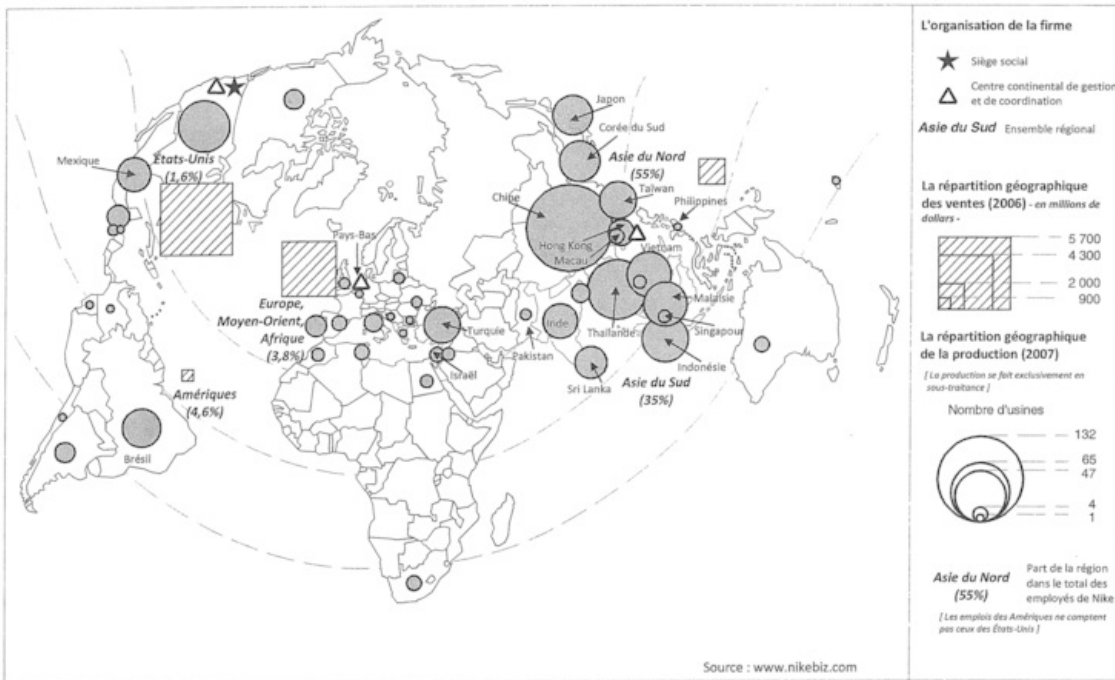 Mexique
Etats-Unis
(1,6%)
Pays-Bas
Europe,
Moyen-Orient,
Afrique
(3,8%)
Amériques
(4,6%)
Brésil
Turquie
Israël
Pakistan
Inde
Sri Lanka
Asie du Sud
(35%)
Japon
Corée du Sud
Asie du Nord
(55%)
Taïwan
Philippines
Chine
Hong Kong
Macau
Vietnam
Malaisie
Thaïlande
Singapour
Indonésie
Source : www.nikebiz.com
L'organisation de la firme
Siège social
Centre continental de gestion
et de coordination
Asie du Sud Ensemble régional
La répartition géographique
des ventes (2006) - en millions de
dollars -
5 700
4 300
2 000
900
La répartition géographique
de la production (2007)
[ La production se fait exclusivement en
sous-traitance ]
Nombre d'usines
132
65
47
4
1
Asie du Nord
(55%)
Part de la région
dans le total des
employés de Nike
[ Les emplois des Amériques ne comptent
pas ceux des États-Unis ]